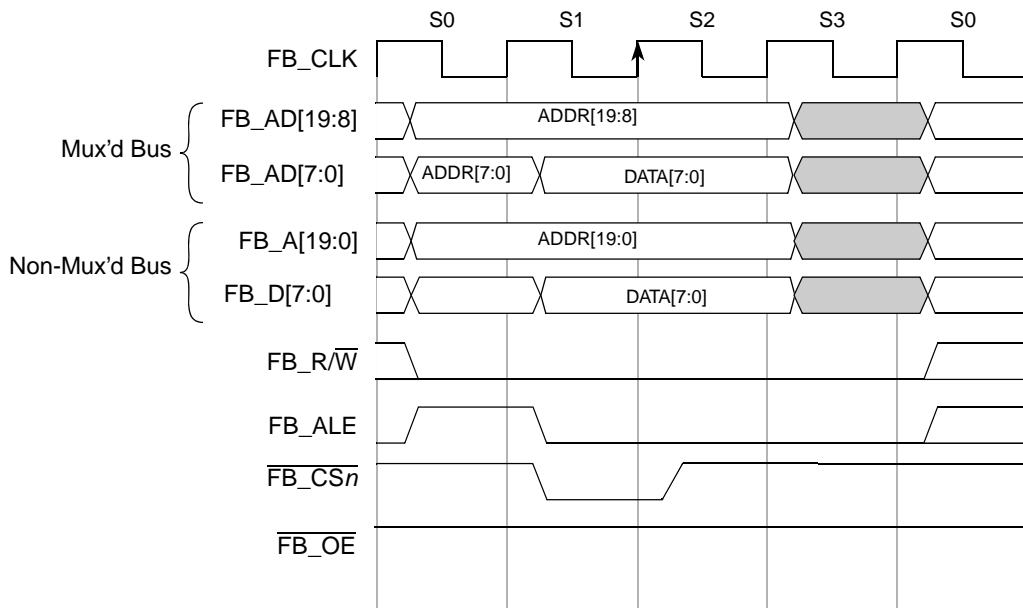 S0 S1 S2 S3 S0
FB_CLK
Mux'd Bus
FB_AD[19:8] ADDR[19:8]
FB_AD[7:0] ADDR[7:0] DATA[7:0]
Non-Mux'd Bus
FB_A[19:0] ADDR[19:0]
FB_D[7:0] DATA[7:0]
FB_R/W̅
FB_ALE
F̅B̅_̅C̅S̅n̅
F̅B̅_̅O̅E̅